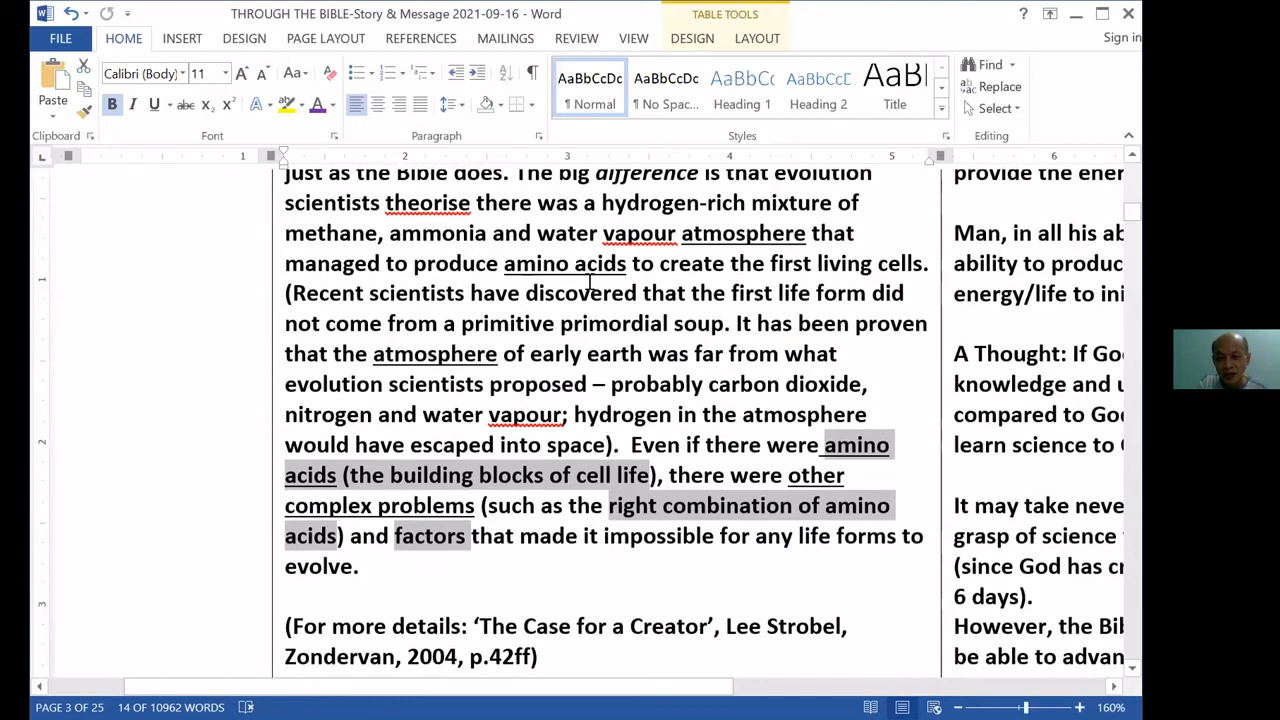 THROUGH THE BIBLE-Story & Message 2021-09-16 - Word
TABLE TOOLS
Sign in
FILE HOME INSERT DESIGN PAGE LAYOUT REFERENCES MAILINGS REVIEW VIEW DESIGN LAYOUT
Calibri (Body) 11
Paste
Clipboard Font Paragraph Styles Editing
AaBbCcDc AaBbCcDc AaBbCc AaBbCcC AaBl
¶ Normal ¶ No Spac... Heading 1 Heading 2 Title
Find
Replace
Select
1 2 3 4 5 6
just as the Bible does. The big difference is that evolution
scientists theorise there was a hydrogen-rich mixture of
methane, ammonia and water vapour atmosphere that
managed to produce amino acids to create the first living cells.
(Recent scientists have discovered that the first life form did
not come from a primitive primordial soup. It has been proven
that the atmosphere of early earth was far from what
evolution scientists proposed – probably carbon dioxide,
nitrogen and water vapour; hydrogen in the atmosphere
would have escaped into space).  Even if there were amino
acids (the building blocks of cell life), there were other
complex problems (such as the right combination of amino
acids) and factors that made it impossible for any life forms to
evolve.
(For more details: ‘The Case for a Creator’, Lee Strobel,
Zondervan, 2004, p.42ff)
provide the ener
Man, in all his ab
ability to produc
energy/life to ini
A Thought: If Go
knowledge and u
compared to Go
learn science to
It may take neve
grasp of science
(since God has cr
6 days).
However, the Bib
be able to advan
1
2
3
PAGE 3 OF 25 14 OF 10962 WORDS 160%